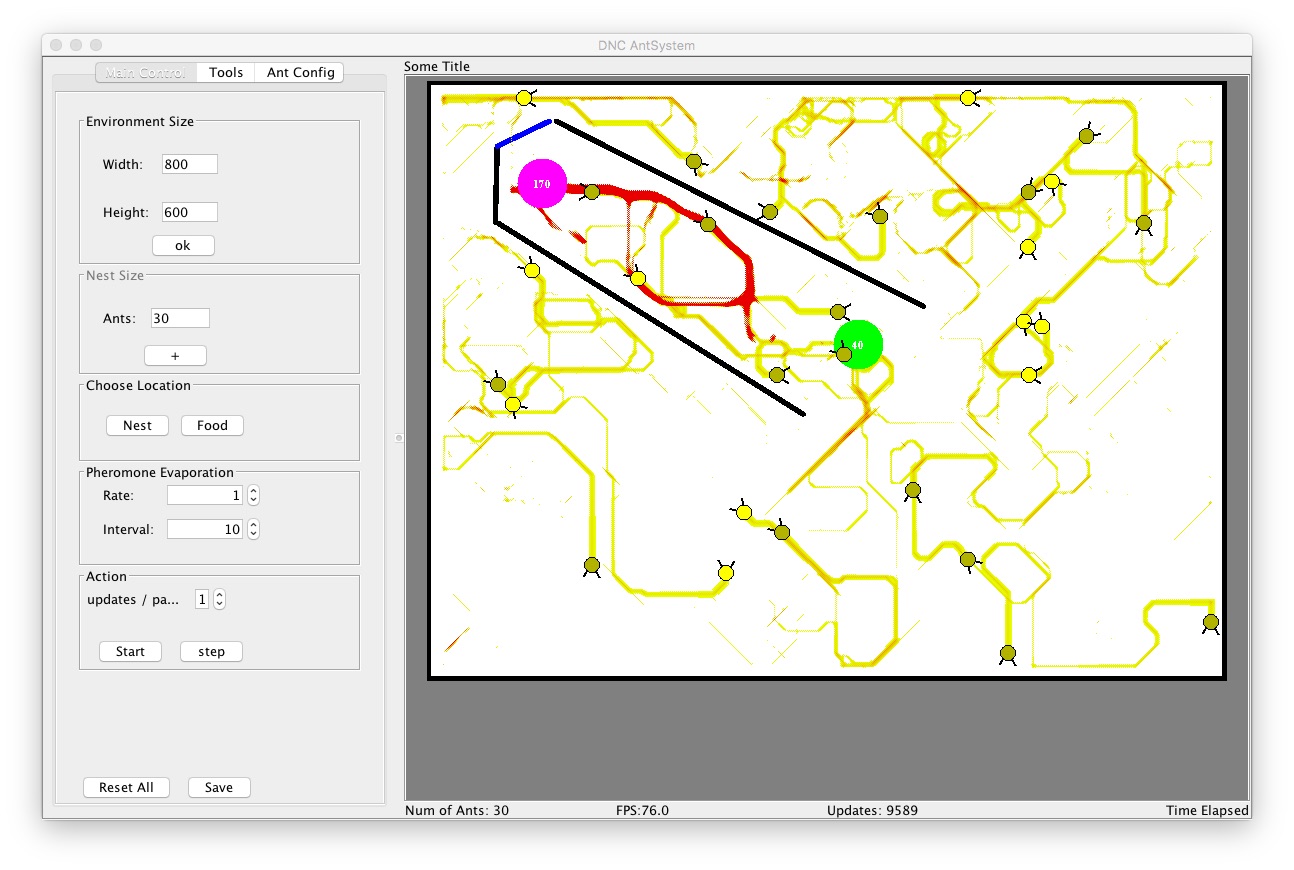 DNC AntSystem
Main Control
Tools
Ant Config
Some Title
Environment Size
Width: 800
Height: 600
ok
Nest Size
Ants: 30
+
Choose Location
Nest
Food
Pheromone Evaporation
Rate: 1
Interval: 10
Action
updates / pa... 1
Start
step
Reset All
Save
170
40
Num of Ants: 30
FPS:76.0
Updates: 9589
Time Elapsed